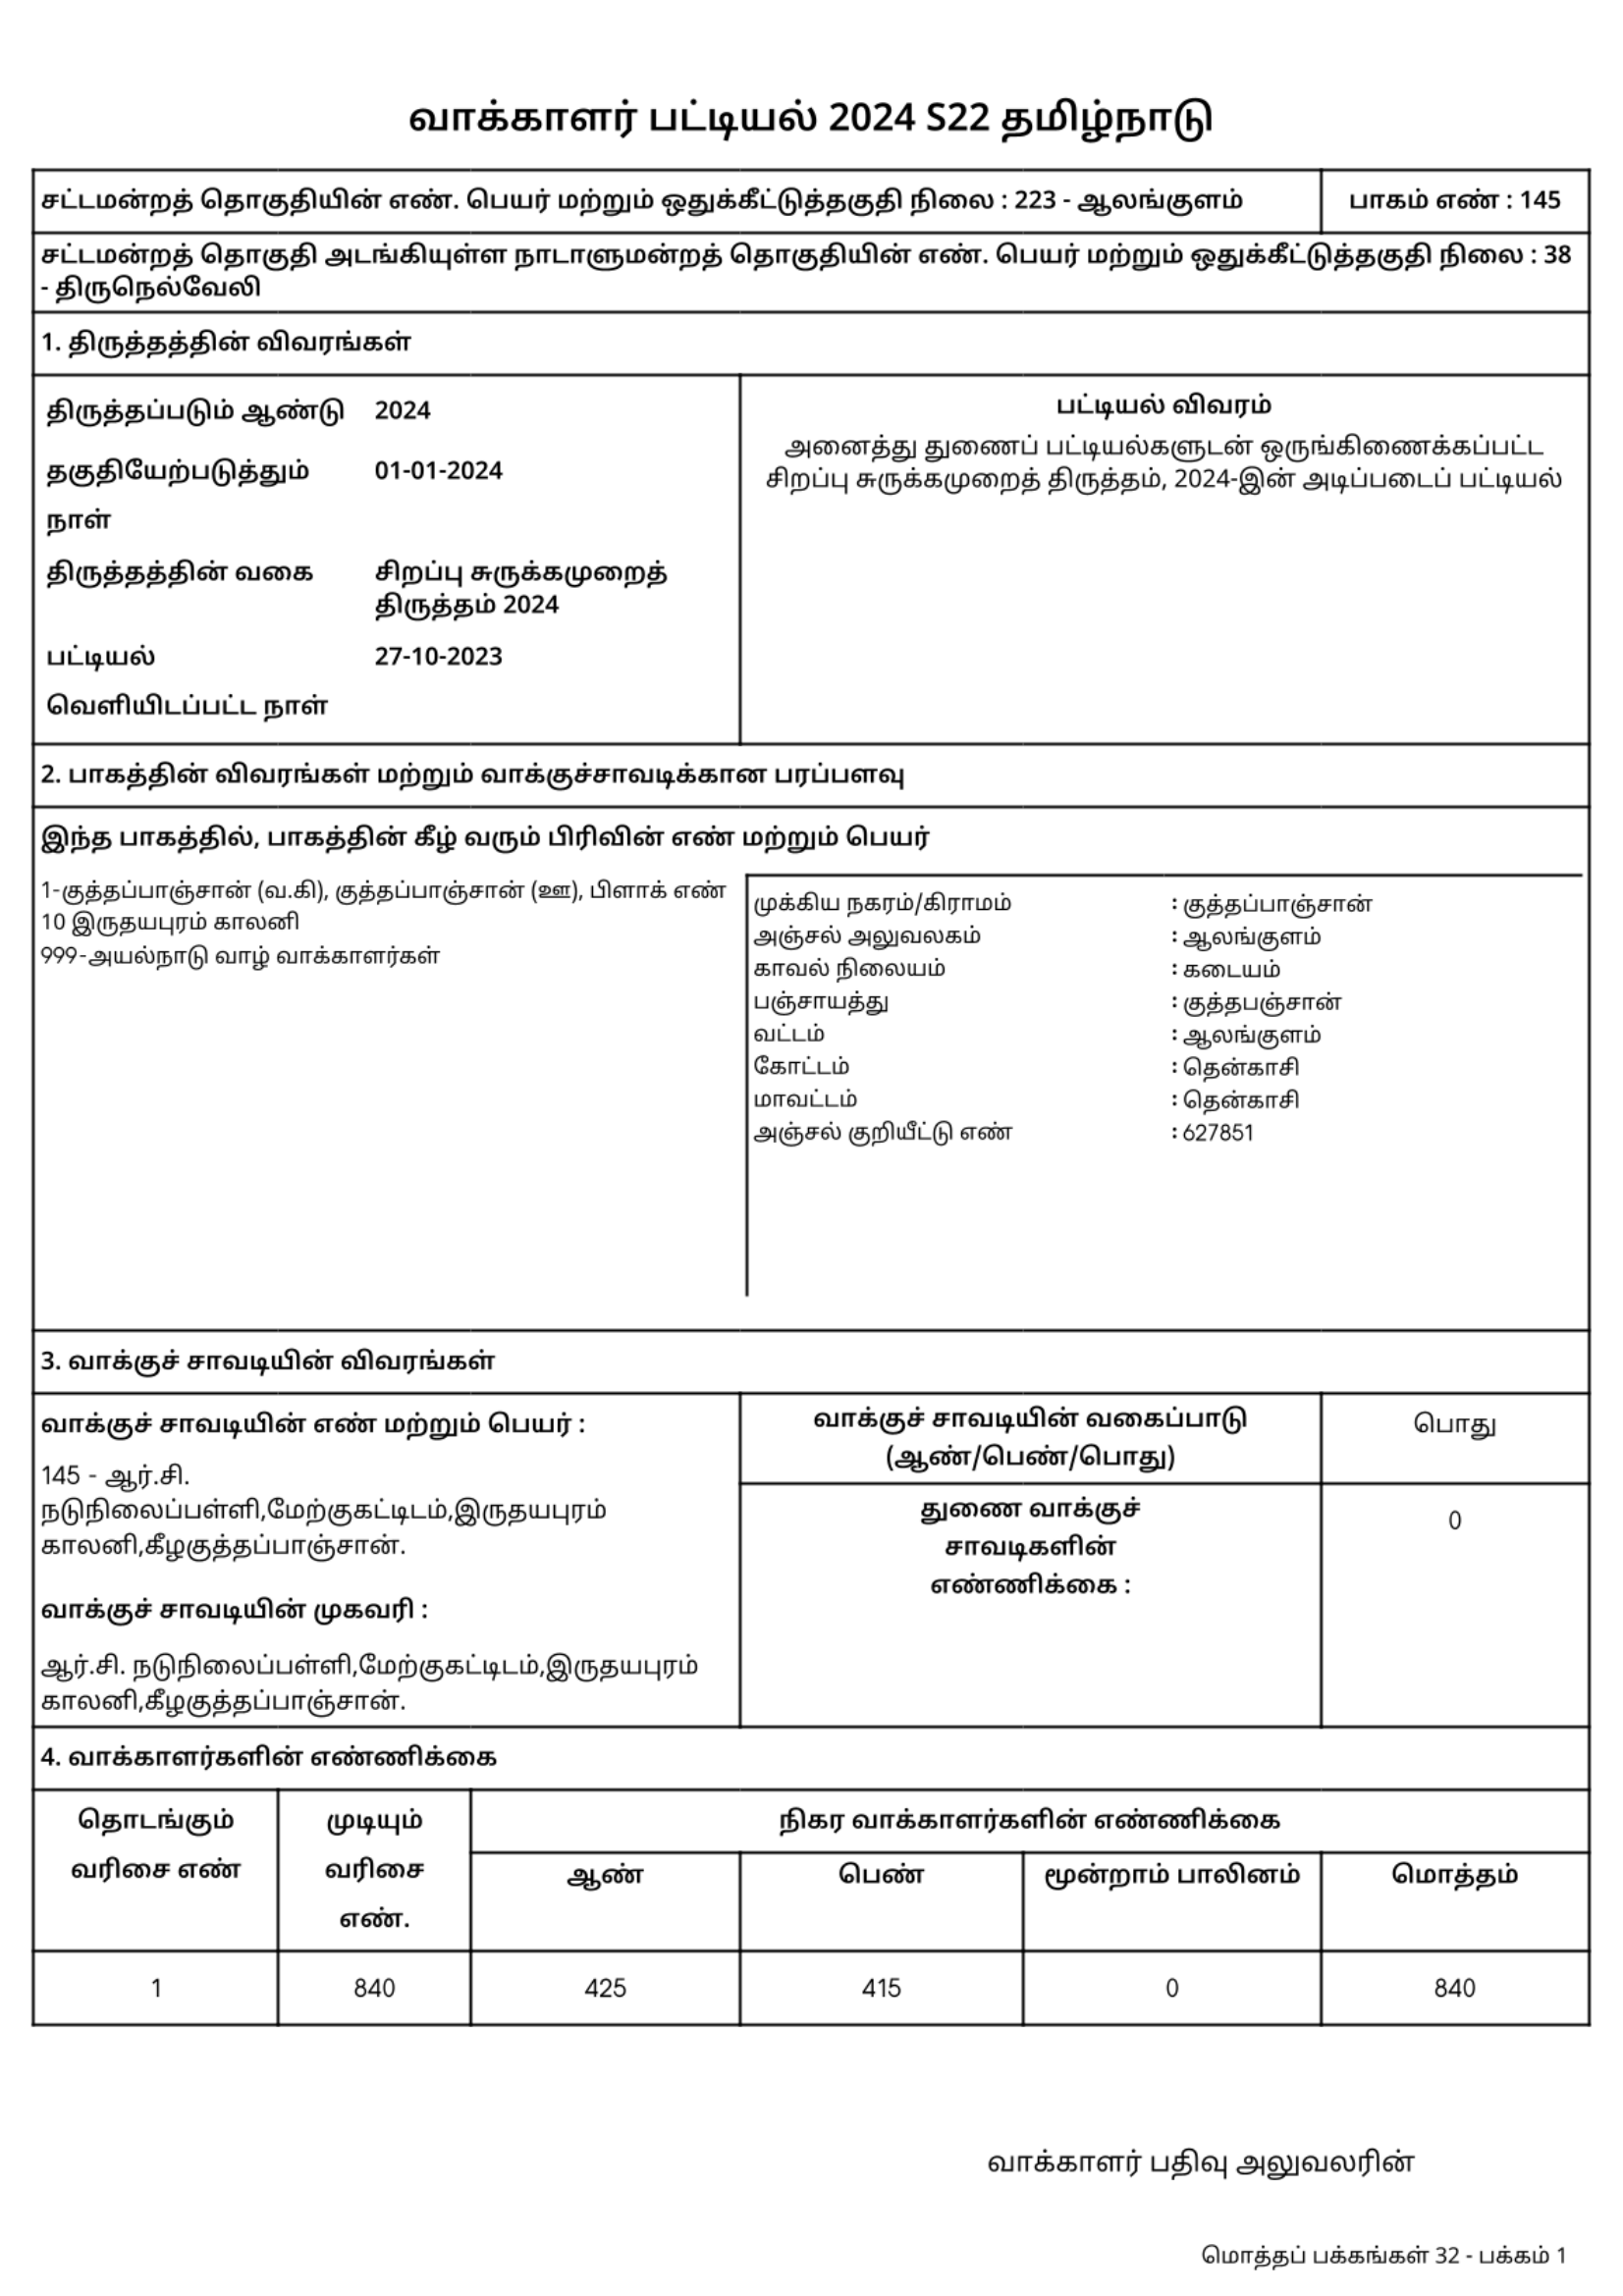 வாக்காளர் பட்டியல் 2024 S22 தமிழ்நாடு
சட்டமன்றத் தொகுதியின் எண். பெயர் மற்றும் ஒதுக்கீட்டுத்தகுதி நிலை : 223 - ஆலங்குளம்
பாகம் எண் : 145
சட்டமன்றத் தொகுதி அடங்கியுள்ள நாடாளுமன்றத் தொகுதியின் எண். பெயர் மற்றும் ஒதுக்கீட்டுத்தகுதி நிலை : 38
- திருநெல்வேலி
1. திருத்தத்தின் விவரங்கள்
திருத்தப்படும் ஆண்டு 2024
தகுதியேற்படுத்தும் 01-01-2024
நாள்
திருத்தத்தின் வகை சிறப்பு சுருக்கமுறைத்
திருத்தம் 2024
பட்டியல் 27-10-2023
வெளியிடப்பட்ட நாள்
பட்டியல் விவரம்
அனைத்து துணைப் பட்டியல்களுடன் ஒருங்கிணைக்கப்பட்ட
சிறப்பு சுருக்கமுறைத் திருத்தம், 2024-இன் அடிப்படைப் பட்டியல்
2. பாகத்தின் விவரங்கள் மற்றும் வாக்குச்சாவடிக்கான பரப்பளவு
இந்த பாகத்தில், பாகத்தின் கீழ் வரும் பிரிவின் எண் மற்றும் பெயர்
1-குத்தப்பாஞ்சான் (வ.கி), குத்தப்பாஞ்சான் (ஊ), பிளாக் எண்
10 இருதயபுரம் காலனி
999-அயல்நாடு வாழ் வாக்காளர்கள்
முக்கிய நகரம்/கிராமம் : குத்தப்பாஞ்சான்
அஞ்சல் அலுவலகம் : ஆலங்குளம்
காவல் நிலையம் : கடையம்
பஞ்சாயத்து : குத்தபஞ்சான்
வட்டம் : ஆலங்குளம்
கோட்டம் : தென்காசி
மாவட்டம் : தென்காசி
அஞ்சல் குறியீட்டு எண் : 627851
3. வாக்குச் சாவடியின் விவரங்கள்
வாக்குச் சாவடியின் எண் மற்றும் பெயர் :
145 - ஆர்.சி.
நடுநிலைப்பள்ளி,மேற்குகட்டிடம்,இருதயபுரம்
காலனி,கீழகுத்தப்பாஞ்சான்.
வாக்குச் சாவடியின் முகவரி :
ஆர்.சி. நடுநிலைப்பள்ளி,மேற்குகட்டிடம்,இருதயபுரம்
காலனி,கீழகுத்தப்பாஞ்சான்.
வாக்குச் சாவடியின் வகைப்பாடு
(ஆண்/பெண்/பொது)
பொது
துணை வாக்குச்
சாவடிகளின்
எண்ணிக்கை :
0
4. வாக்காளர்களின் எண்ணிக்கை
தொடங்கும்
வரிசை எண்
முடியும்
வரிசை
எண்.
நிகர வாக்காளர்களின் எண்ணிக்கை
ஆண் பெண் மூன்றாம் பாலினம் மொத்தம்
1 840 425 415 0 840
வாக்காளர் பதிவு அலுவலரின்
மொத்தப் பக்கங்கள் 32 - பக்கம் 1